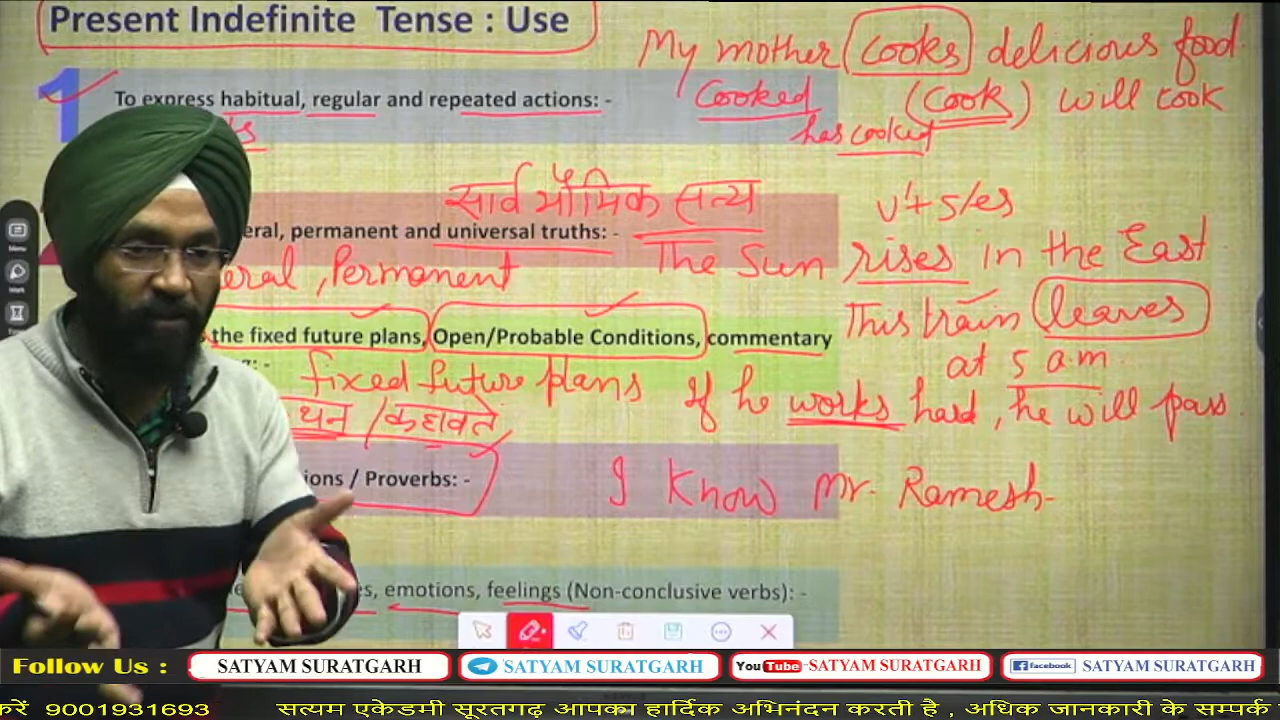 Present Indefinite Tense : Use
My mother cooks delicious food.
1
To express habitual, regular and repeated actions: -
Cooked (Cook) will cook
has cooked
सार्वभौमिक सत्य
V¹+ s/es
permanent and universal truths: -
The Sun rises in the East
Permanent
the fixed future plans, Open/Probable Conditions, commentary
This train leaves
at 5 a.m.
fixed future plans
If he works hard, he will pass.
/कहावते
/ Proverbs: -
I Know Mr. Ramesh-
emotions, feelings (Non-conclusive verbs): -
Menu
Follow Us :
SATYAM SURATGARH
SATYAM SURATGARH
YouTube-SATYAM SURATGARH
facebook SATYAM SURATGARH
करें 9001931693 सत्यम एकेडमी सूरतगढ़ आपका हार्दिक अभिनंदन करती है , अधिक जानकारी के सम्पर्क